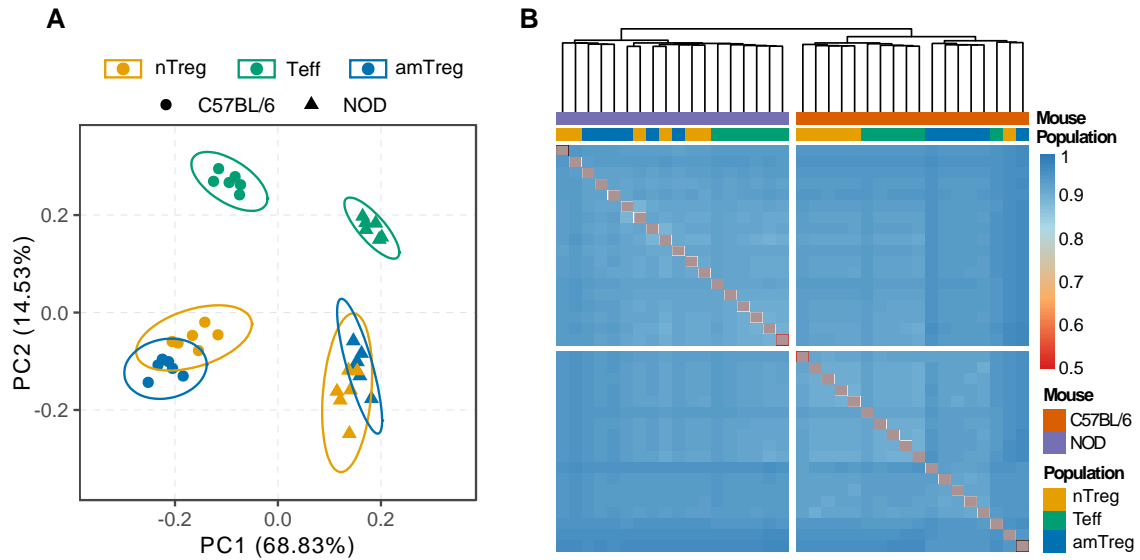 A
nTreg Teff amTreg
C57BL/6 NOD
0.2
0.0
-0.2
-0.2 0.0 0.2
PC1 (68.83%)
PC2 (14.53%)
B
Mouse
Population
1
0.9
0.8
0.7
0.6
0.5
Mouse
C57BL/6
NOD
Population
nTreg
Teff
amTreg